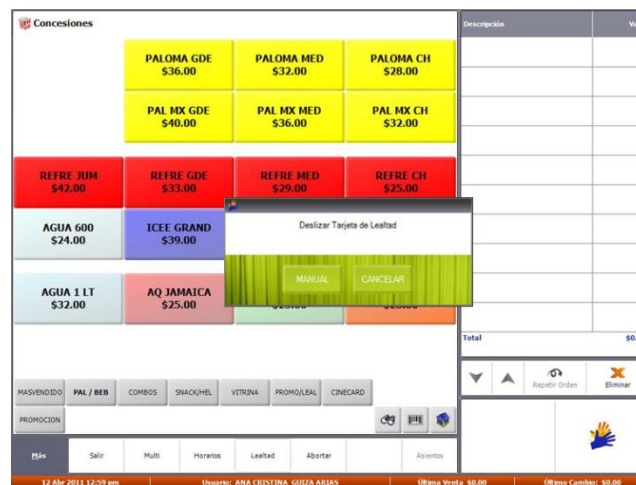 Concesiones
Descripción
PALOMA GDE
$36.00
PALOMA MED
$32.00
PALOMA CH
$28.00
PAL MX GDE
$40.00
PAL MX MED
$36.00
PAL MX CH
$32.00
REFRE JUM
$42.00
REFRE GDE
$33.00
REFRE MED
$29.00
REFRE CH
$25.00
AGUA 600
$24.00
ICEE GRAND
$39.00
Deslizar Tarjeta de Lealtad
MANUAL
CANCELAR
AGUA 1 LT
$32.00
AQ JAMAICA
$25.00
Total
$0.
MASVENDIDO
PAL / BEB
COMBOS
SNACK/HEL
VITRINA
PROMO/LEAL
CINECARD
Repetir Orden
Eliminar
PROMOCION
Más
Salir
Multi
Horarios
Lealtad
Abortar
Asientos
12 Abr 2011 12:59 pm
Usuario: ANA CRISTINA GUIZA ARIAS
Última Venta $0.00
Último Cambio: $0.00